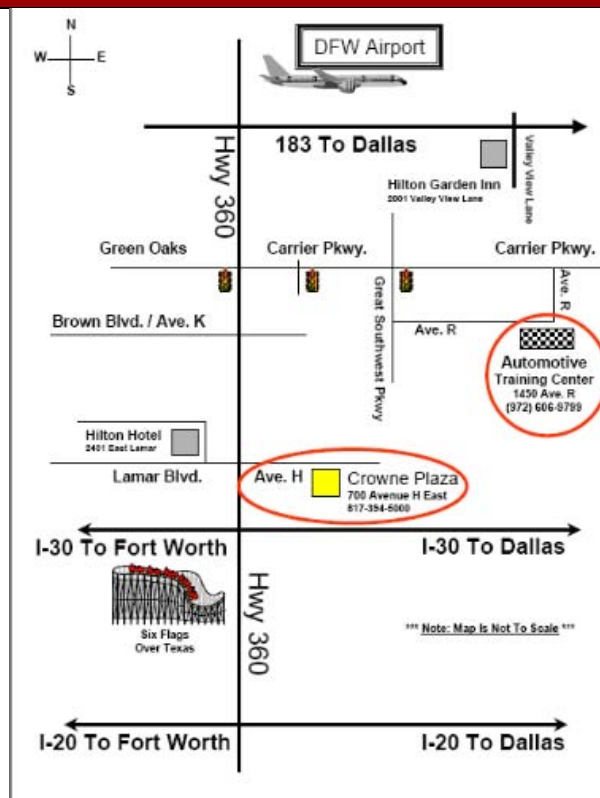 N
W E
S
DFW Airport
183 To Dallas
Hwy 360
Valley View Lane
Hilton Garden Inn
2001 Valley View Lane
Green Oaks
Carrier Pkwy.
Carrier Pkwy.
Great Southwest Pkwy
Ave. R
Ave. R
Brown Blvd. / Ave. K
Automotive
Training Center
1450 Ave. R
(972) 606-9799
Hilton Hotel
2401 East Lamar
Lamar Blvd.
Ave. H
Crowne Plaza
700 Avenue H East
817-394-5000
I-30 To Fort Worth
I-30 To Dallas
Hwy 360
Six Flags
Over Texas
*** Note: Map Is Not To Scale ***
I-20 To Fort Worth
I-20 To Dallas